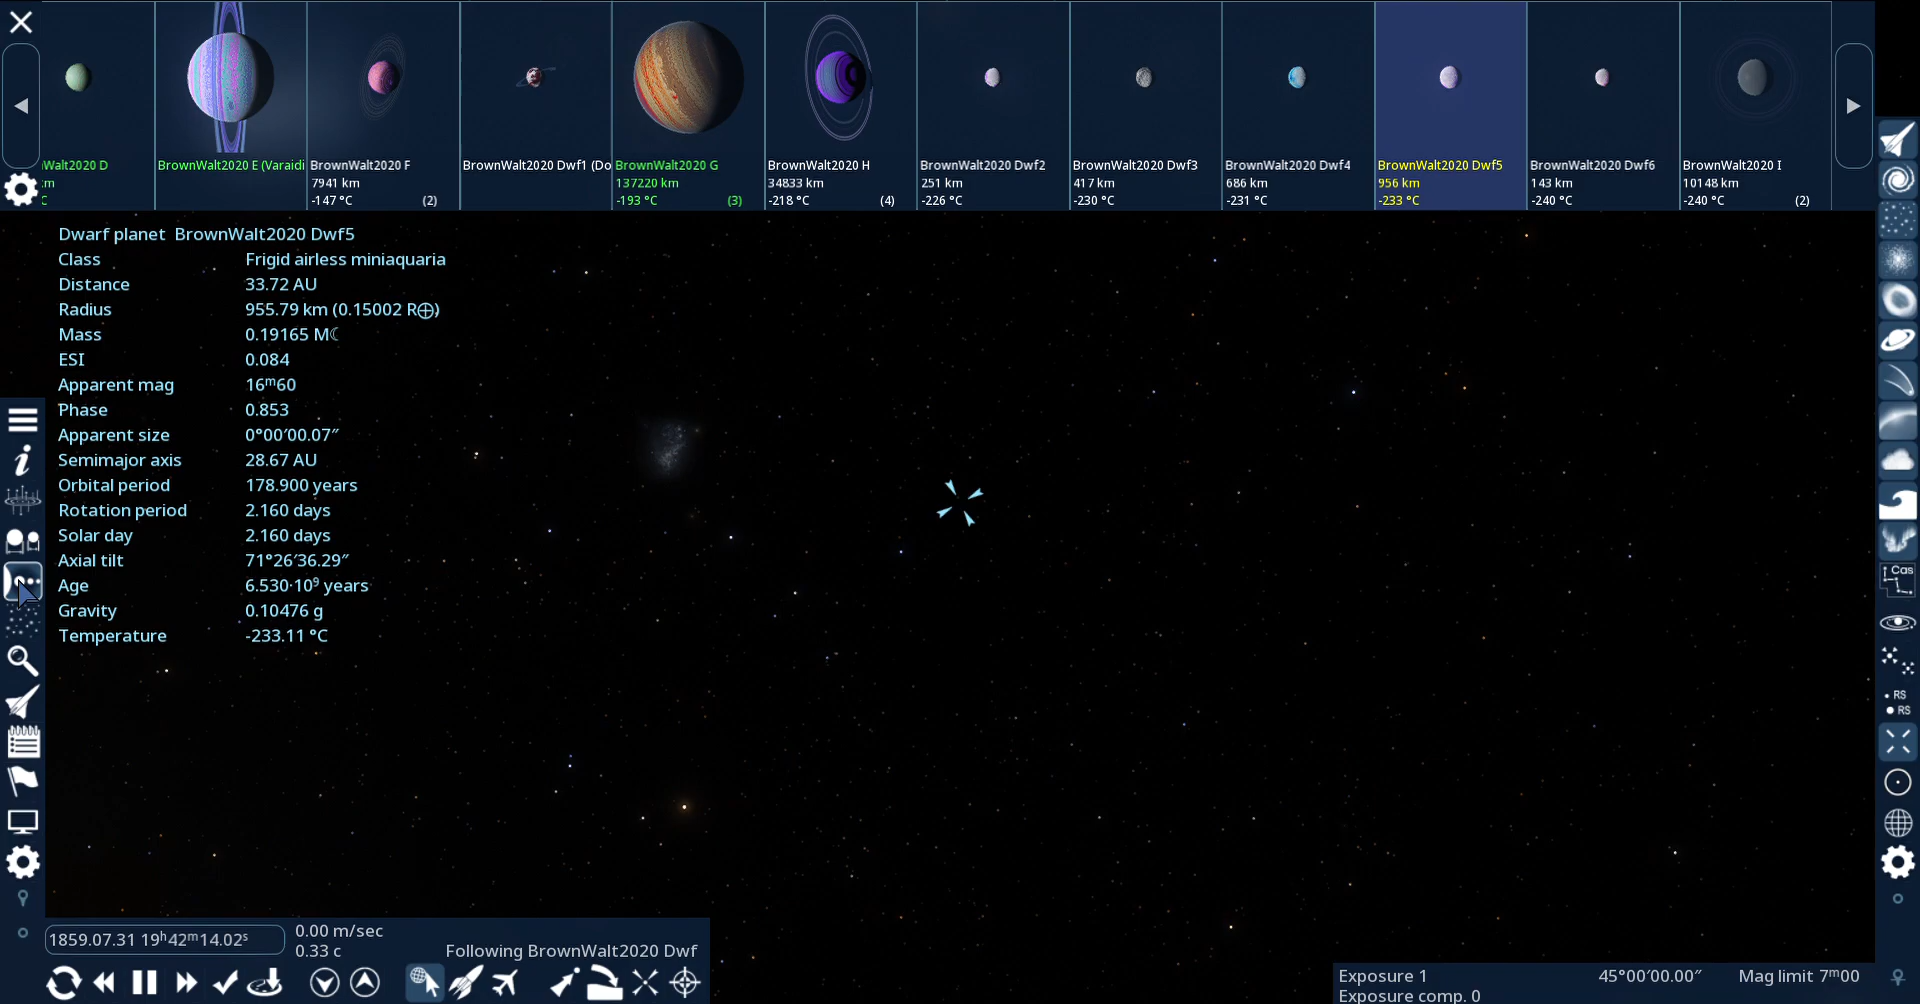 Walt2020 D
BrownWalt2020 E (Varaidi
BrownWalt2020 F
7941 km
-147 °C (2)
BrownWalt2020 Dwf1 (Do
BrownWalt2020 G
137220 km
-193 °C (3)
BrownWalt2020 H
34833 km
-218 °C (4)
BrownWalt2020 Dwf2
251 km
-226 °C
BrownWalt2020 Dwf3
417 km
-230 °C
BrownWalt2020 Dwf4
686 km
-231 °C
BrownWalt2020 Dwf5
956 km
-233 °C
BrownWalt2020 Dwf6
143 km
-240 °C
BrownWalt2020 I
10148 km
-240 °C (2)
Dwarf planet BrownWalt2020 Dwf5
Class Frigid airless miniaquaria
Distance 33.72 AU
Radius 955.79 km (0.15002 R⊕)
Mass 0.19165 M☾
ESI 0.084
Apparent mag 16ᵐ60
Phase 0.853
Apparent size 0°00′00.07″
Semimajor axis 28.67 AU
Orbital period 178.900 years
Rotation period 2.160 days
Solar day 2.160 days
Axial tilt 71°26′36.29″
Age 6.530·10⁹ years
Gravity 0.10476 g
Temperature -233.11 °C
Cas
RS
RS
1859.07.31 19ʰ42ᵐ14.02ˢ
0.00 m/sec
0.33 c
Following BrownWalt2020 Dwf
Exposure 1 45°00′00.00″ Mag limit 7ᵐ00
Exposure comp. 0